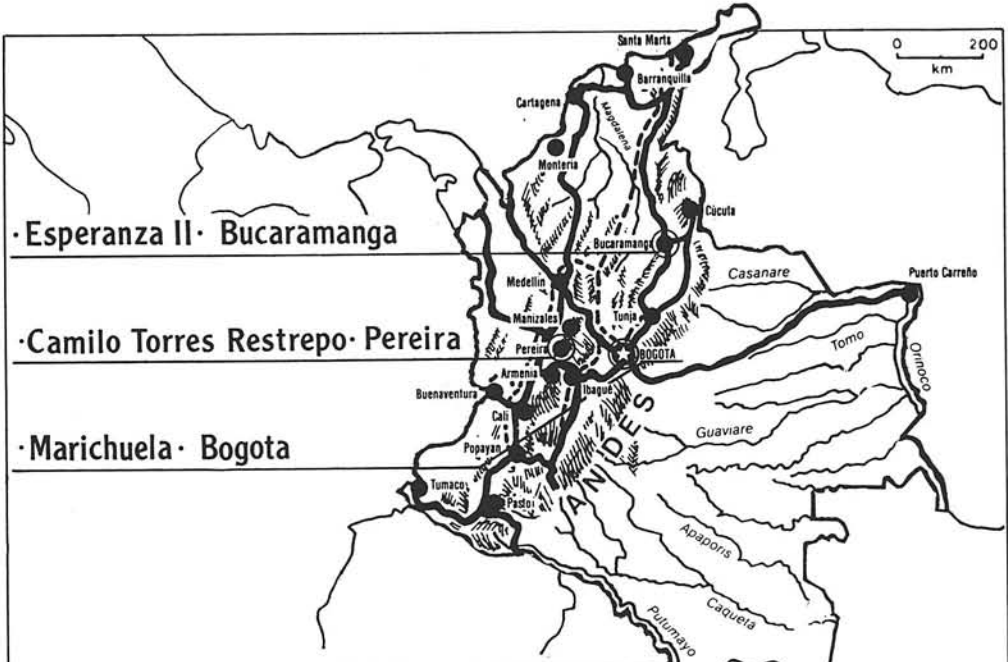 Santa Marta
0 200
km
Barranquilla
Cartagena
Magdalena
Monteria
Cúcuta
·Esperanza II· Bucaramanga
Bucaramanga
Casanare
Puerto Carreño
Medellin
Manizales
Tunja
·Camilo Torres Restrepo· Pereira
Pereira
BOGOTA
Tomo
Orinoco
Armenia
Ibagué
Buenaventura
Cali
ANDES
Guaviare
·Marichuela· Bogota
Popayan
Tumaco
Pasto
Apaporis
Caqueta
Putumayo